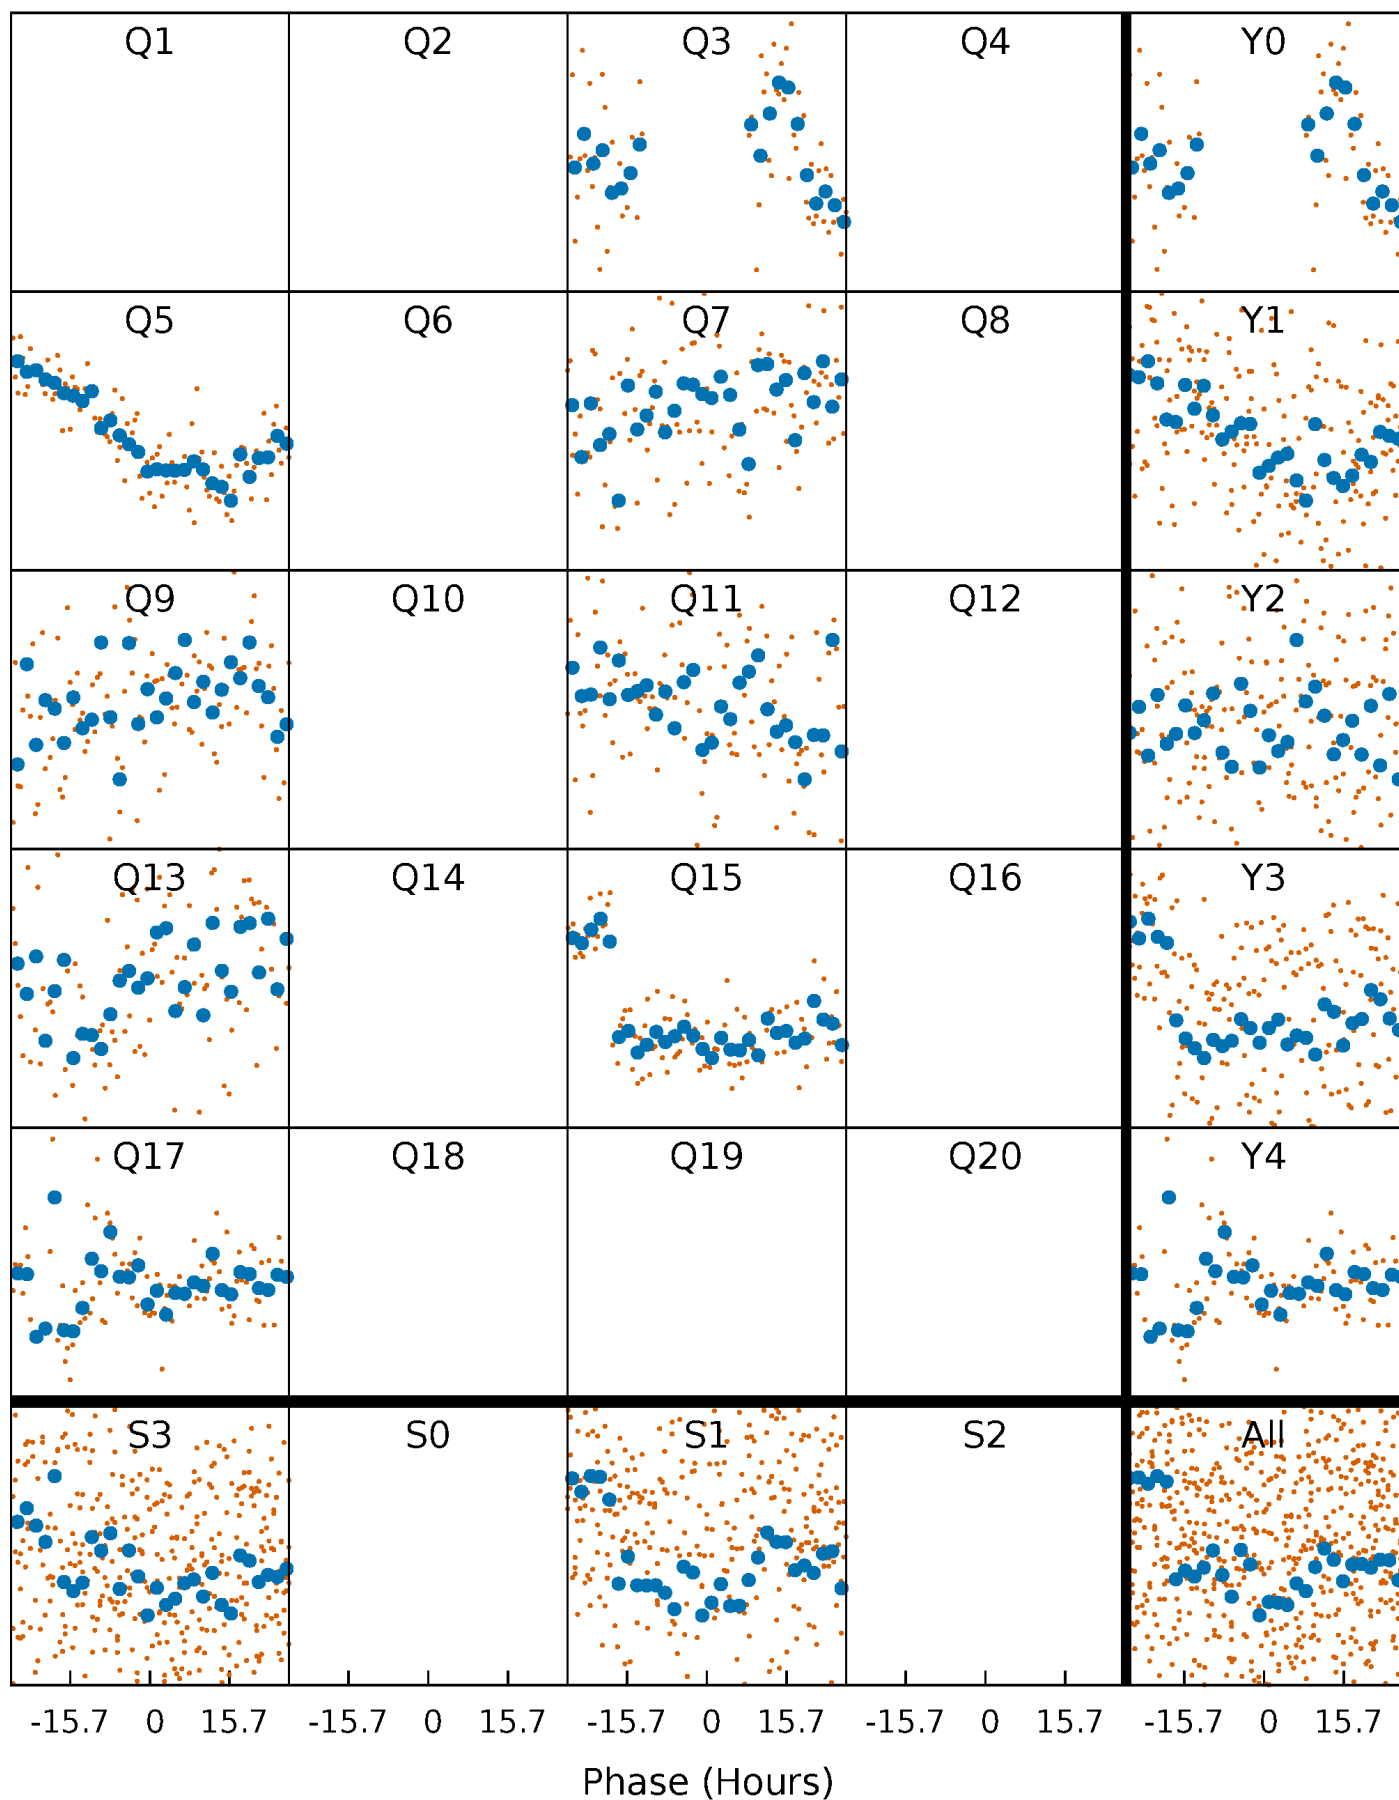 Q1 Q2 Q3 Q4 Y0
Q5 Q6 Q7 Q8 Y1
Q9 Q10 Q11 Q12 Y2
Q13 Q14 Q15 Q16 Y3
Q17 Q18 Q19 Q20 Y4
S3 S0 S1 S2 All
-15.7 0 15.7 -15.7 0 15.7 -15.7 0 15.7 -15.7 0 15.7 -15.7 0 15.7
Phase (Hours)